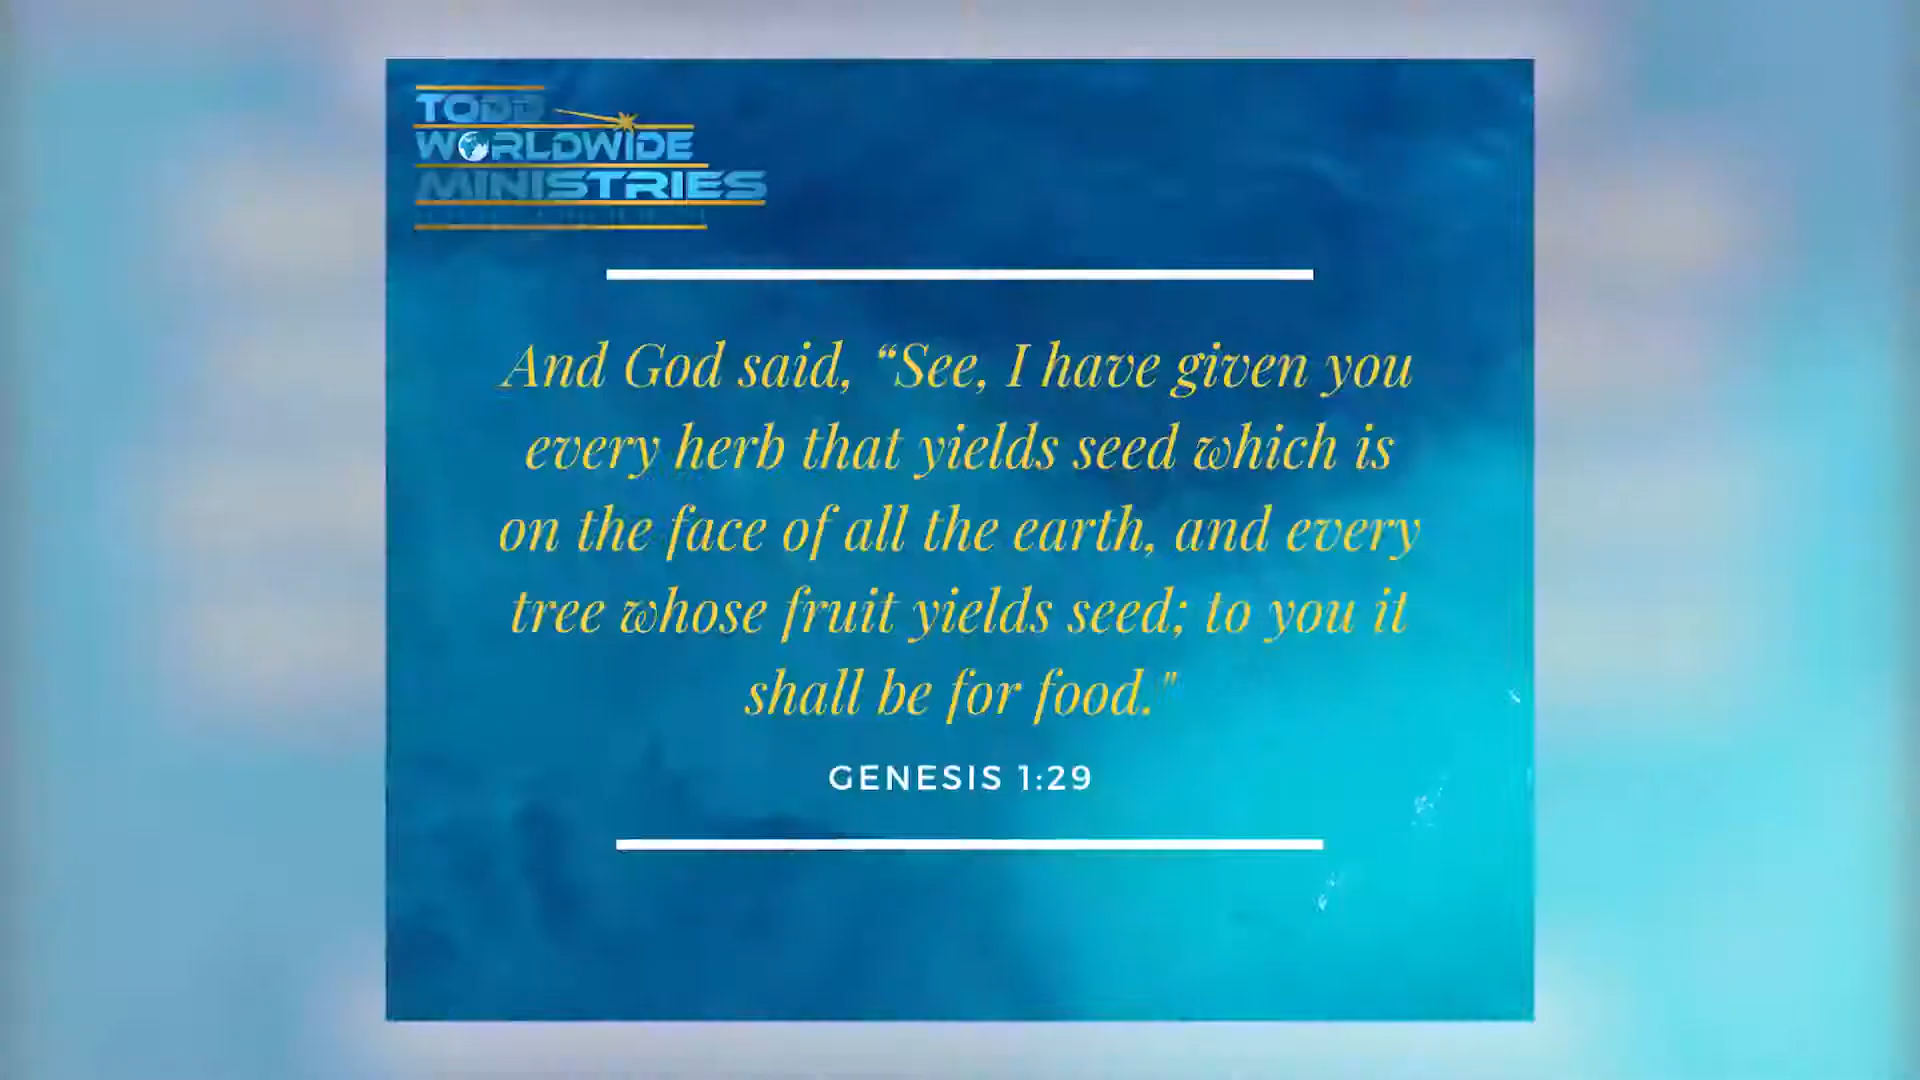 TODD
WORLDWIDE
MINISTRIES
And God said, “See, I have given you
every herb that yields seed which is
on the face of all the earth, and every
tree whose fruit yields seed; to you it
shall be for food."
GENESIS 1:29